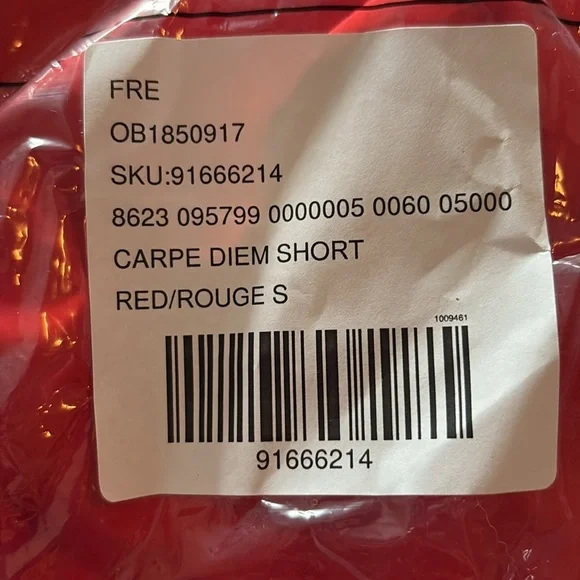 FRE
OB1850917
SKU:91666214
8623 095799 0000005 0060 05000
CARPE DIEM SHORT
RED/ROUGE S
1009461
91666214